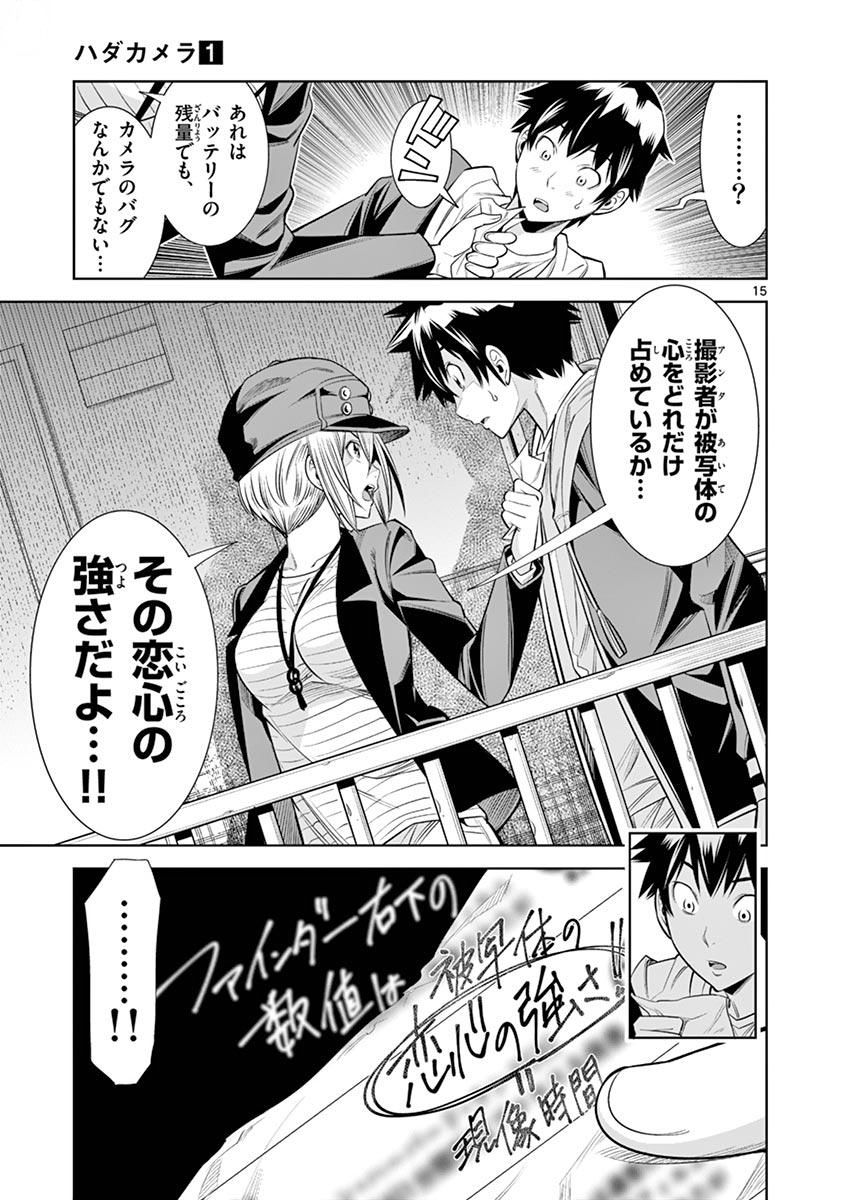 ハダカメラ 1
………?
ドドド
あれは
バッテリーの
残量でも、
カメラのバグ
なんかでもない…
15
撮影者が被写体の
心をどれだけ
占めているか…
その恋心の
強さだよ…!!
ファインダー右下の
数値は
被写体の
恋心の強さ!!
=
現像時間
………!!